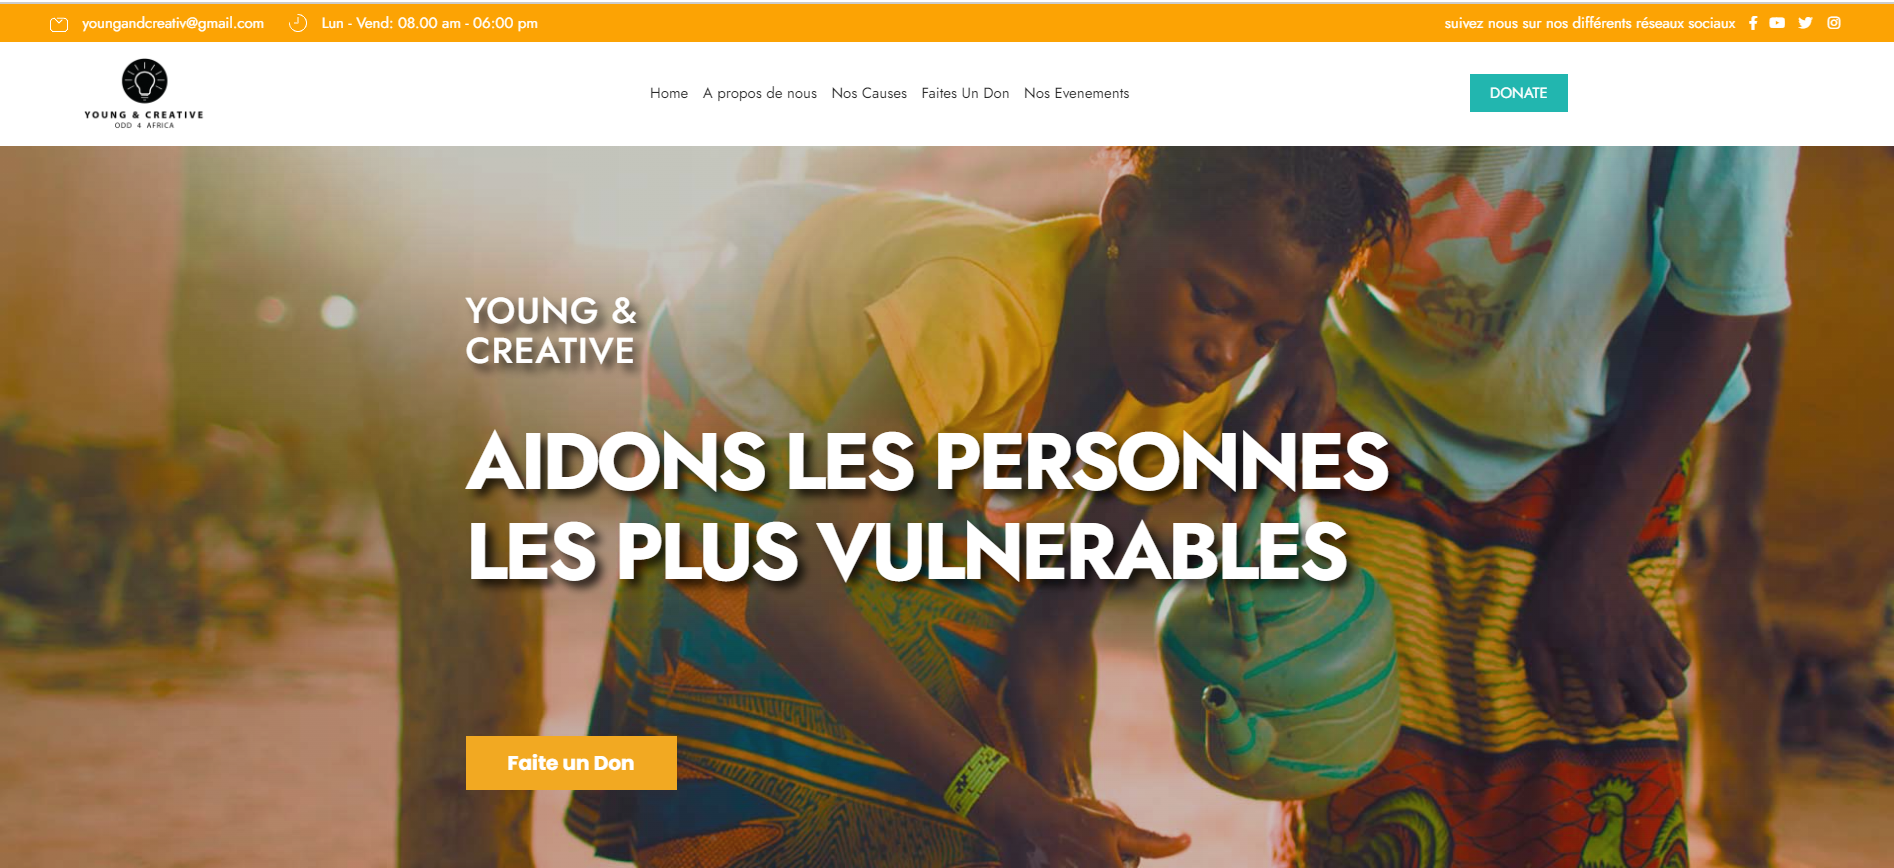 youngandcreativ@gmail.com
Lun - Vend: 08.00 am - 06:00 pm
suivez nous sur nos différents réseaux sociaux
YOUNG & CREATIVE
ODD 4 AFRICA
Home
A propos de nous
Nos Causes
Faites Un Don
Nos Evenements
DONATE
YOUNG &
CREATIVE
AIDONS LES PERSONNES
LES PLUS VULNERABLES
Faite un Don